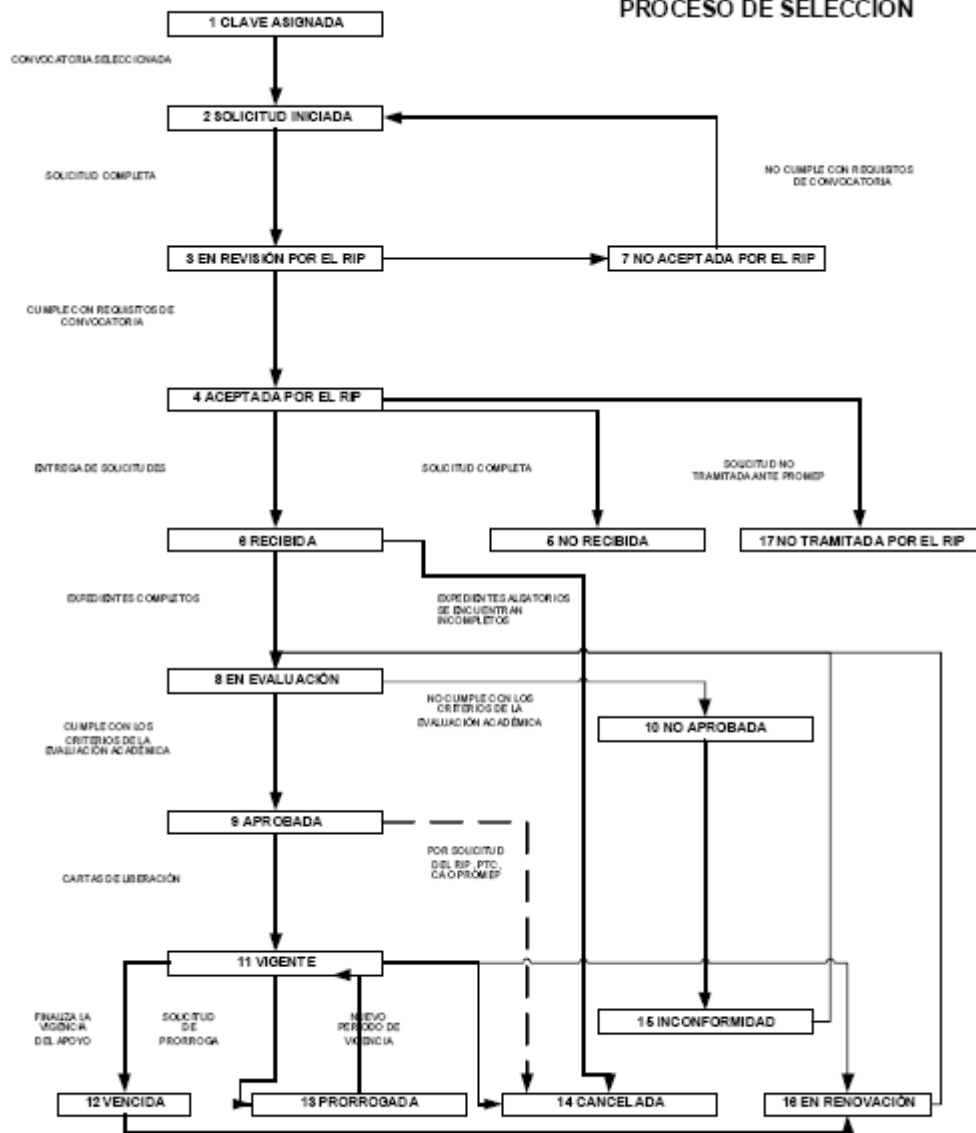 PROCESO DE SELECCIÓN
1 CLAVE ASIGNADA
CONVOCATORIA SELECCIONADA
2 SOLICITUD INICIADA
SOLICITUD COMPLETA
NO CUMPLE CON REQUISITOS
DE CONVOCATORIA
3 EN REVISIÓN POR EL RIP
7 NO ACEPTADA POR EL RIP
CUMPLE CON REQUISITOS DE
CONVOCATORIA
4 ACEPTADA POR EL RIP
ENTREGA DE SOLICITUDES
SOLICITUD COMPLETA
SOLICITUD NO
TRAMITADA ANTE PROMEP
6 RECIBIDA
5 NO RECIBIDA
17 NO TRAMITADA POR EL RIP
EXPEDIENTES COMPLETOS
EXPEDIENTES ALEATORIOS
SE ENCUENTRAN
INCOMPLETOS
8 EN EVALUACIÓN
NO CUMPLE CON LOS
CRITERIOS DE LA
EVALUACIÓN ACADÉMICA
10 NO APROBADA
CUMPLE CON LOS
CRITERIOS DE LA
EVALUACIÓN ACADÉMICA
9 APROBADA
POR SOLICITUD
DEL RIP, PTC,
CA O PROMEP
CARTAS DE LIBERACIÓN
11 VIGENTE
FINALIZA LA
VIGENCIA
DEL APOYO
SOLICITUD
DE
PRORROGA
NUEVO
PERIODO DE
VIGENCIA
15 INCONFORMIDAD
12 VENCIDA
13 PRORROGADA
14 CANCELADA
16 EN RENOVACIÓN